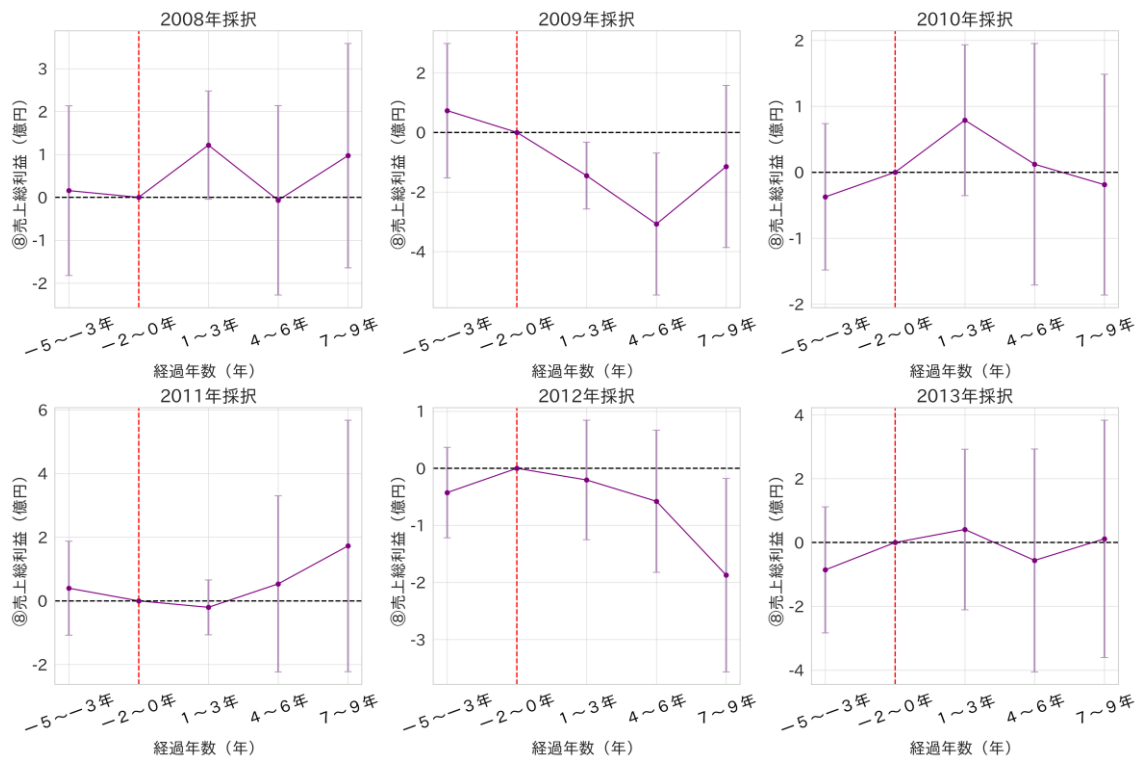 2008年採択
⑧売上総利益（億円）
3
2
1
0
-1
-2
－5～－3年
－2～0年
1～3年
4～6年
7～9年
経過年数（年）
2009年採択
⑧売上総利益（億円）
2
0
-2
-4
－5～－3年
－2～0年
1～3年
4～6年
7～9年
経過年数（年）
2010年採択
⑧売上総利益（億円）
2
1
0
-1
-2
－5～－3年
－2～0年
1～3年
4～6年
7～9年
経過年数（年）
2011年採択
⑧売上総利益（億円）
6
4
2
0
-2
－5～－3年
－2～0年
1～3年
4～6年
7～9年
経過年数（年）
2012年採択
⑧売上総利益（億円）
1
0
-1
-2
-3
－5～－3年
－2～0年
1～3年
4～6年
7～9年
経過年数（年）
2013年採択
⑧売上総利益（億円）
4
2
0
-2
-4
－5～－3年
－2～0年
1～3年
4～6年
7～9年
経過年数（年）